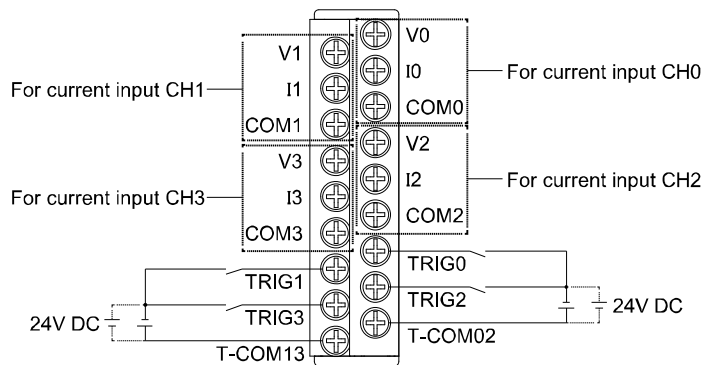 V0
V1
For current input CH1
I1
I0
For current input CH0
COM1
COM0
V3
V2
For current input CH3
I3
I2
For current input CH2
COM3
COM2
TRIG1
TRIG0
TRIG3
TRIG2
24V DC
24V DC
T-COM13
T-COM02